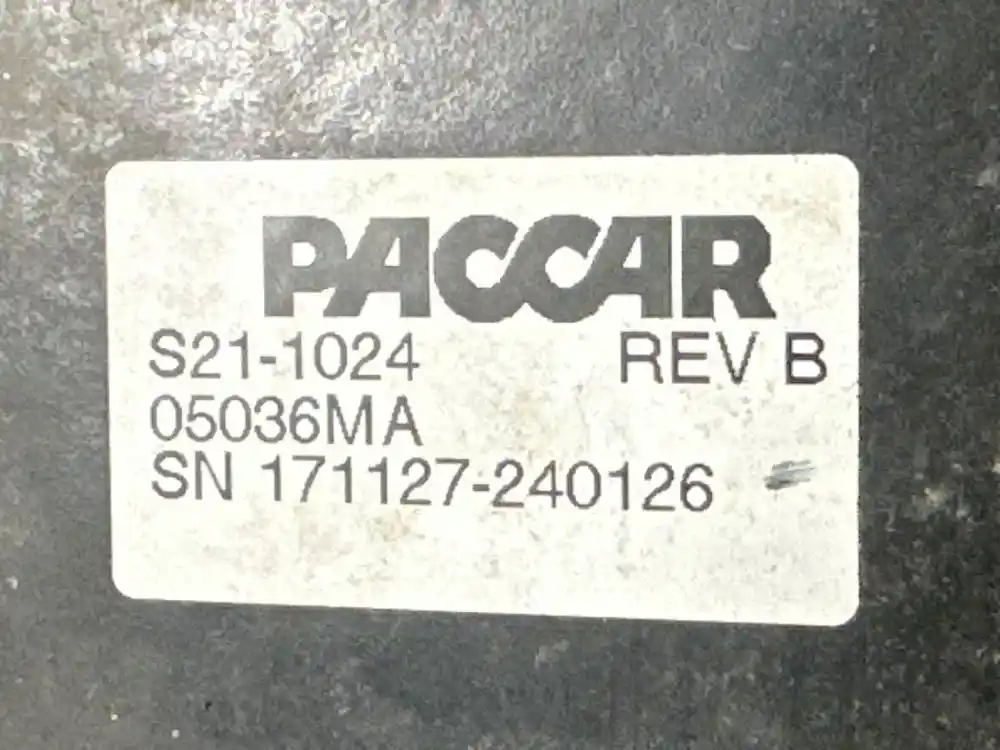 PACCAR
S21-1024 REV B
05036MA
SN 171127-240126